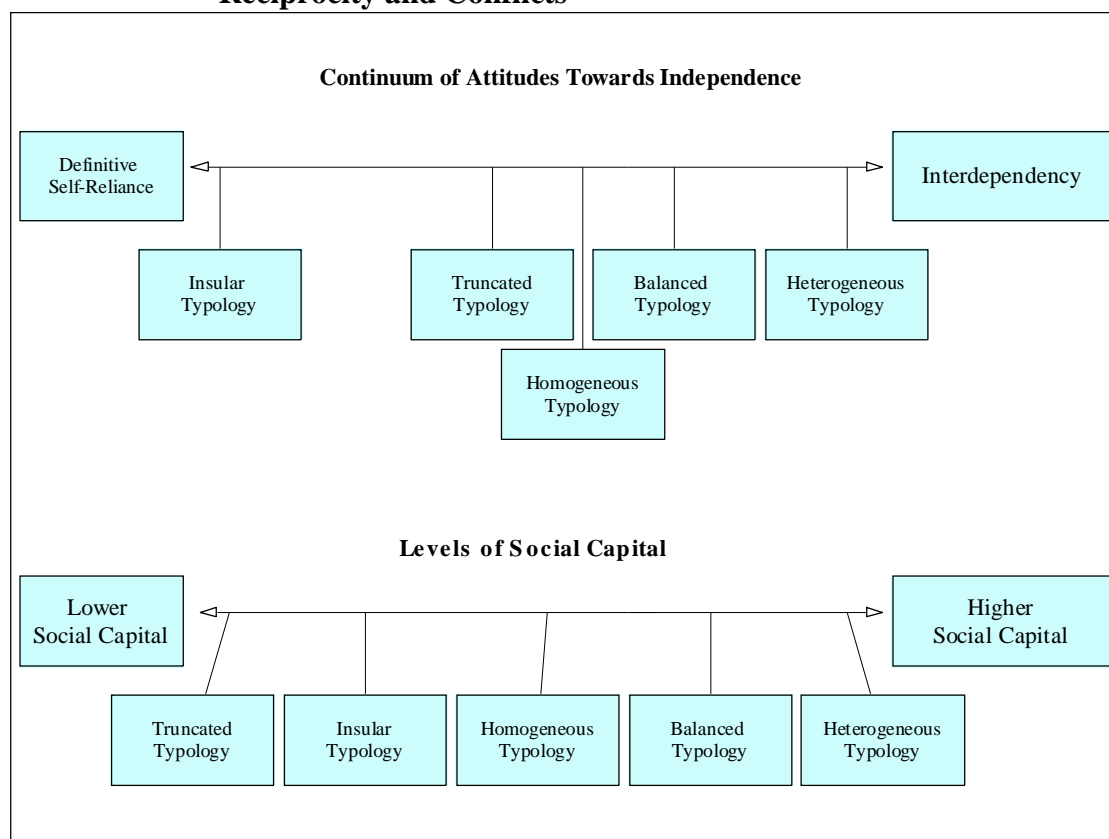 Reciprocity and Conflicts
Continuum of Attitudes Towards Independence
Definitive
Self-Reliance
Interdependency
Insular
Typology
Truncated
Typology
Balanced
Typology
Heterogeneous
Typology
Homogeneous
Typology
Levels of Social Capital
Lower
Social Capital
Higher
Social Capital
Truncated
Typology
Insular
Typology
Homogeneous
Typology
Balanced
Typology
Heterogeneous
Typology